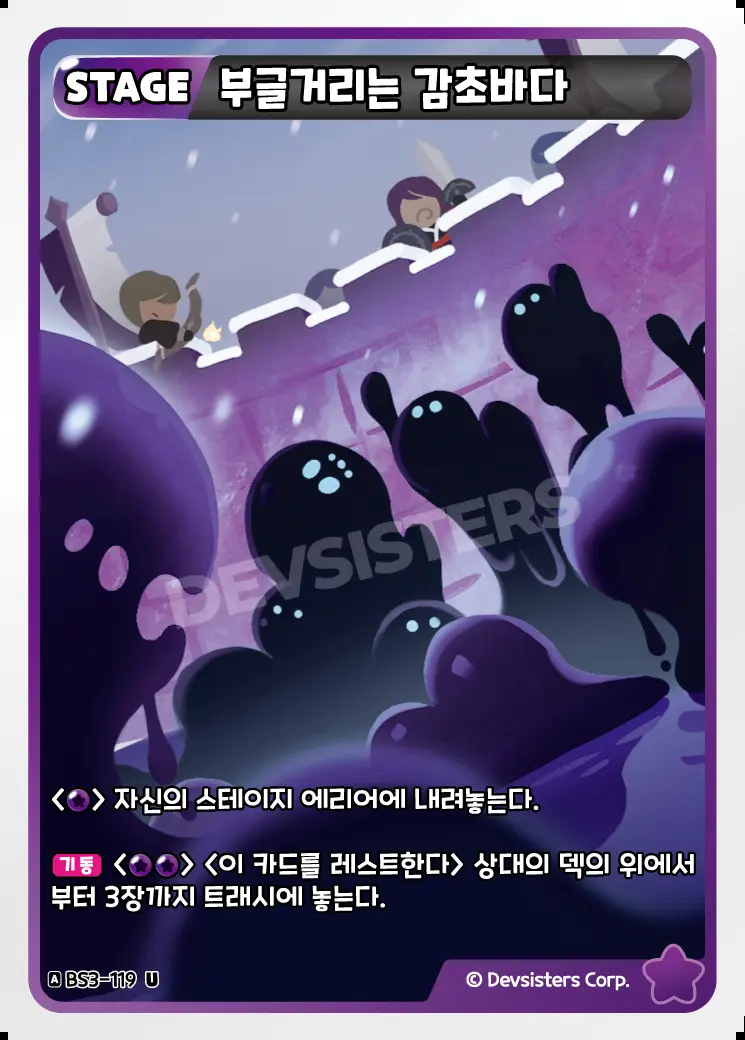 STAGE 부글거리는 감초바다
DEVSISTERS
< > 자신의 스테이지 에리어에 내려놓는다.
기동 < > <이 카드를 레스트한다> 상대의 덱의 위에서
부터 3장까지 트래시에 놓는다.
A BS3-119 U
© Devsisters Corp.